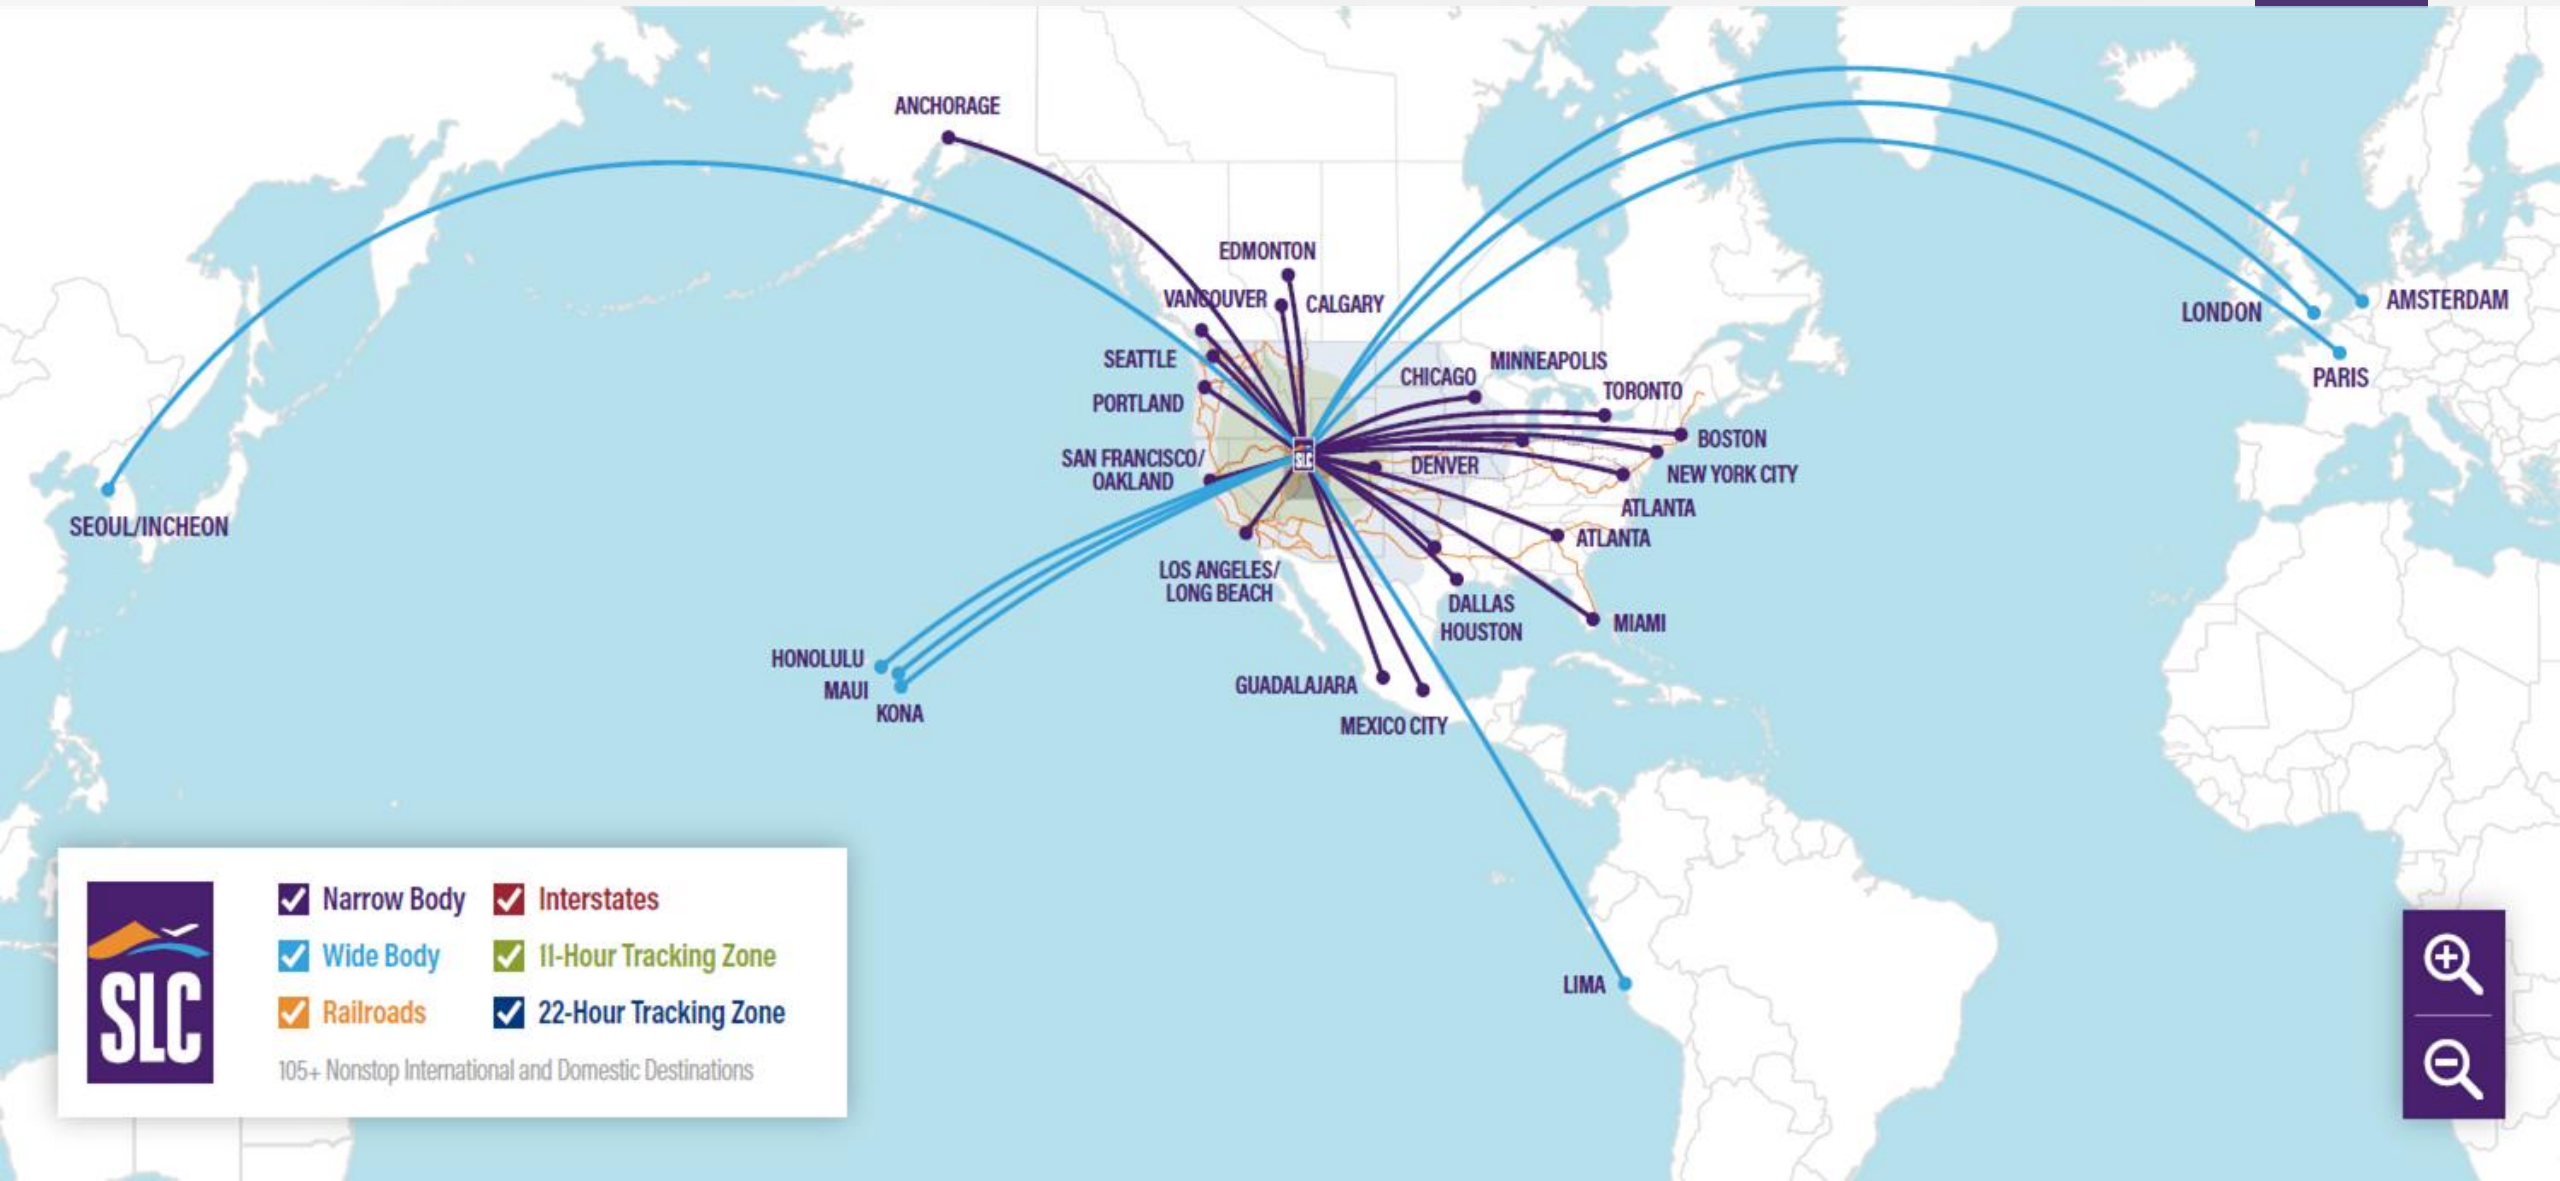 ANCHORAGE
EDMONTON
VANCOUVER
CALGARY
SEATTLE
PORTLAND
SAN FRANCISCO/
OAKLAND
MINNEAPOLIS
CHICAGO
TORONTO
BOSTON
DENVER
NEW YORK CITY
ATLANTA
ATLANTA
SLC
LONDON
AMSTERDAM
PARIS
SEOUL/INCHEON
LOS ANGELES/
LONG BEACH
DALLAS
HOUSTON
MIAMI
HONOLULU
MAUI
KONA
GUADALAJARA
MEXICO CITY
LIMA
SLC
Narrow Body
Interstates
Wide Body
11-Hour Tracking Zone
Railroads
22-Hour Tracking Zone
105+ Nonstop International and Domestic Destinations